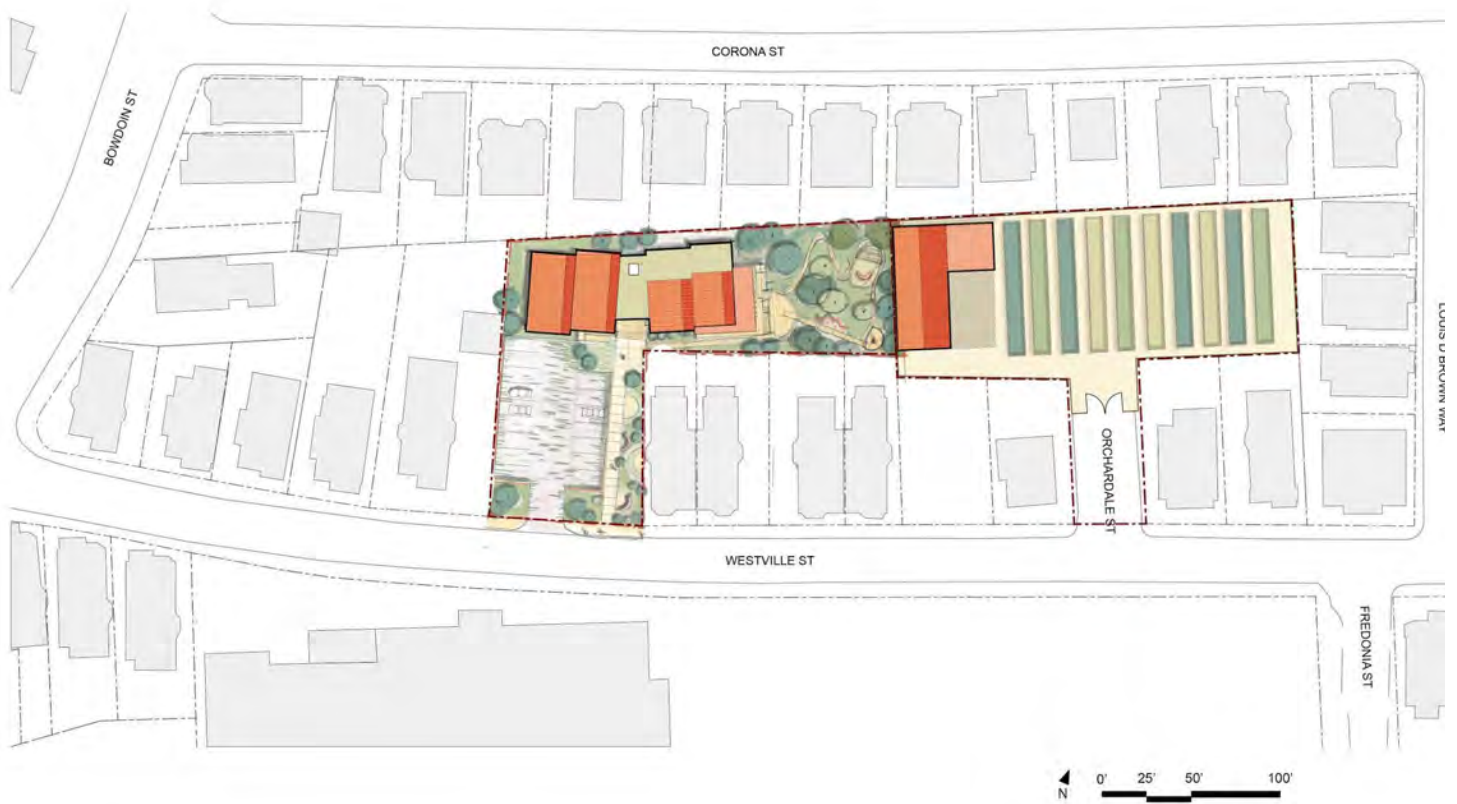 CORONA ST
BOWDOIN ST
LOUIS D BROWN WAY
ORCHARDALE ST
WESTVILLE ST
FREDONIA ST
N
0' 25' 50' 100'